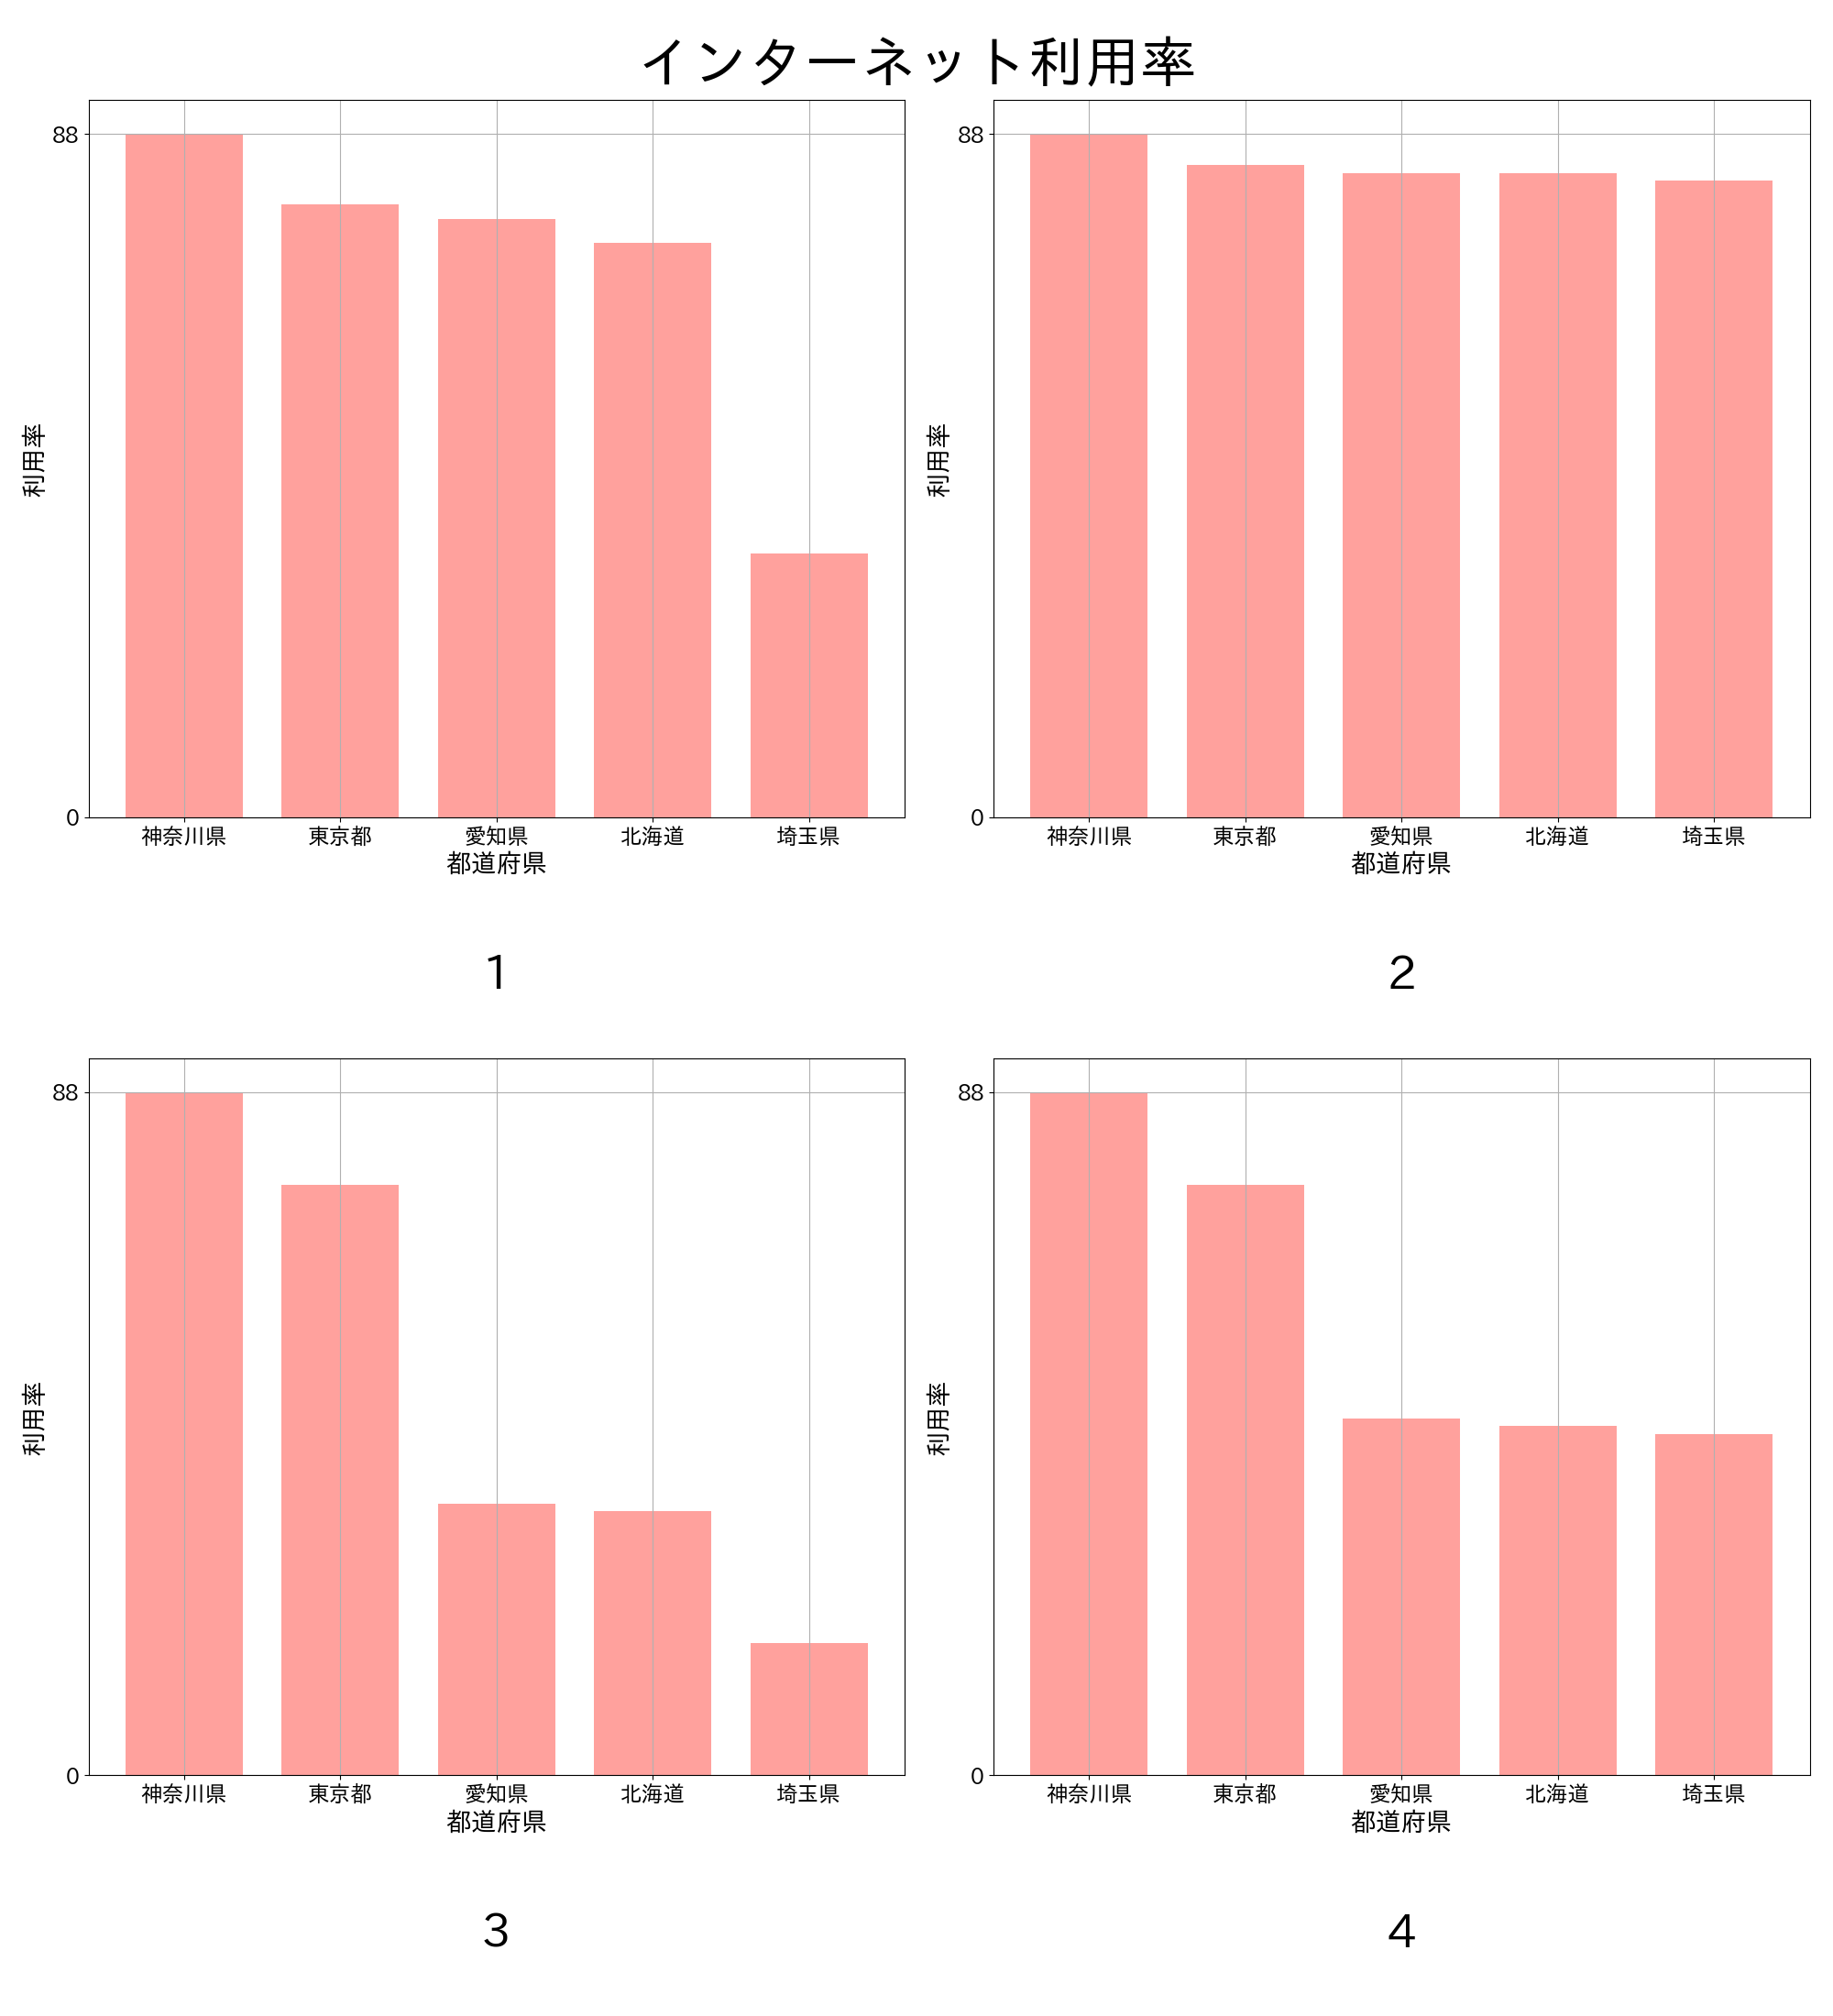 インターネット利用率
88
0
利用率
神奈川県 東京都 愛知県 北海道 埼玉県
都道府県
1
88
0
利用率
神奈川県 東京都 愛知県 北海道 埼玉県
都道府県
2
88
0
利用率
神奈川県 東京都 愛知県 北海道 埼玉県
都道府県
3
88
0
利用率
神奈川県 東京都 愛知県 北海道 埼玉県
都道府県
4